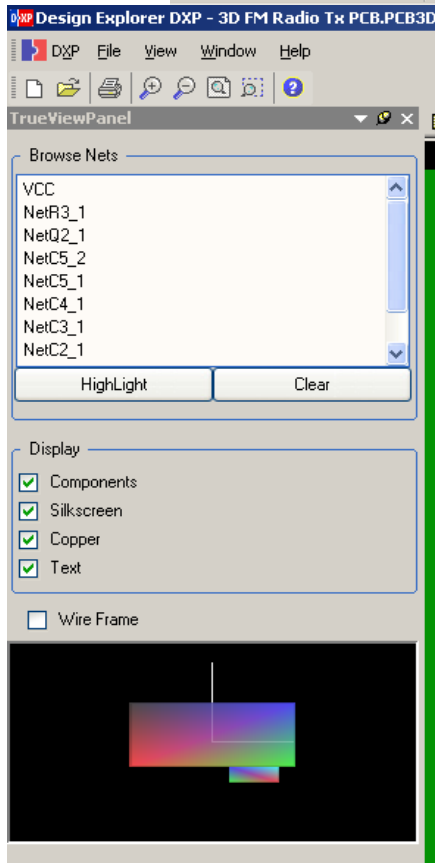 DXP Design Explorer DXP - 3D FM Radio Tx PCB.PCB3D
DXP File View Window Help
TrueViewPanel
Browse Nets
VCC
NetR3_1
NetQ2_1
NetC5_2
NetC5_1
NetC4_1
NetC3_1
NetC2_1
HighLight Clear
Display
Components
Silkscreen
Copper
Text
Wire Frame